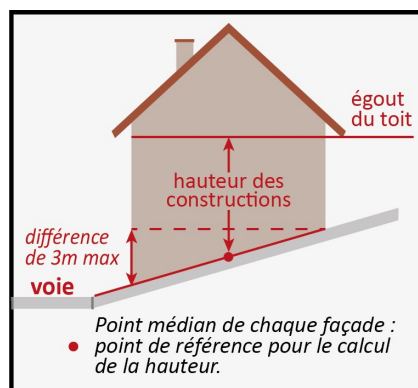 égout
du toit
hauteur des
constructions
différence
de 3m max
voie
Point médian de chaque façade :
point de référence pour le calcul
de la hauteur.